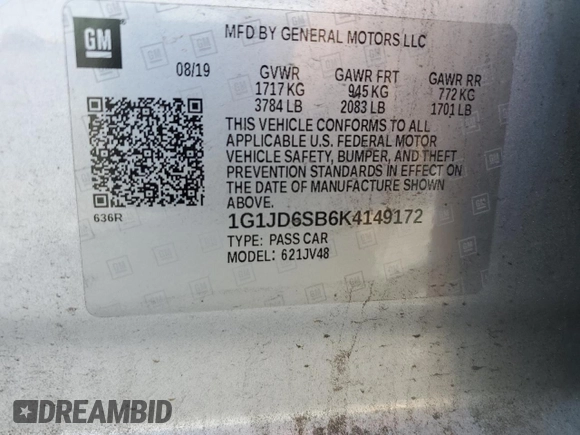 GM
MFD BY GENERAL MOTORS LLC
08/19 GVWR GAWR FRT GAWR RR
1717 KG 945 KG 772 KG
3784 LB 2083 LB 1701 LB
THIS VEHICLE CONFORMS TO ALL
APPLICABLE U.S. FEDERAL MOTOR
VEHICLE SAFETY, BUMPER, AND THEFT
PREVENTION STANDARDS IN EFFECT ON
THE DATE OF MANUFACTURE SHOWN
ABOVE.
636R
1G1JD6SB6K4149172
TYPE: PASS CAR
MODEL: 621JV48
DREAMBID